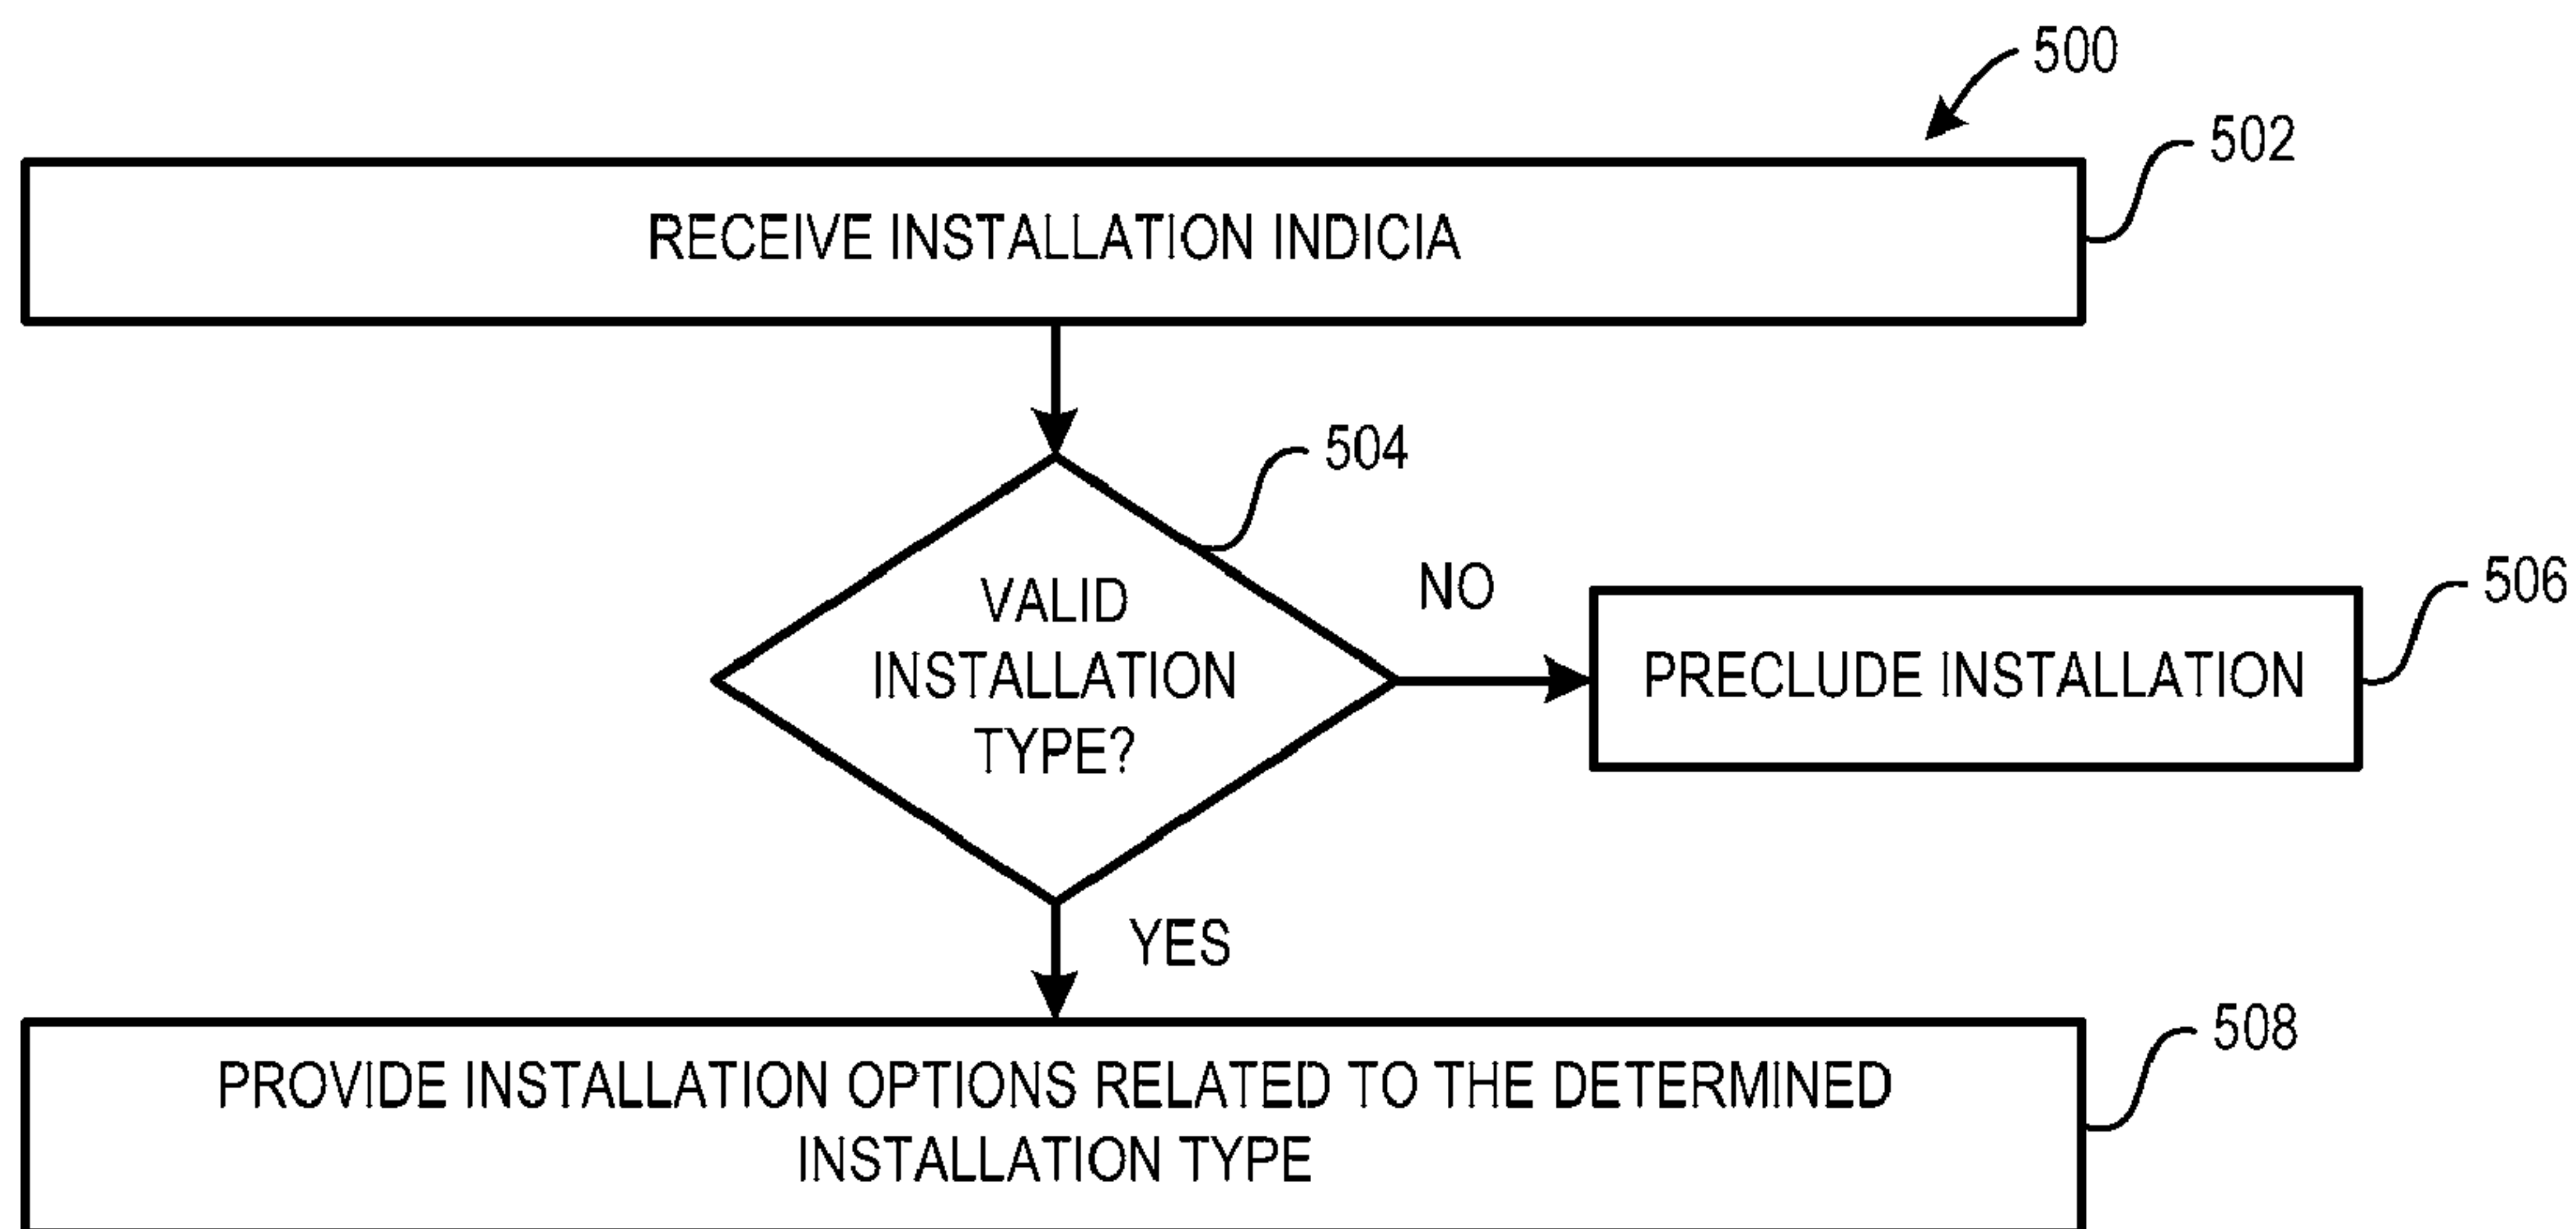 500
502
RECEIVE INSTALLATION INDICIA
504
VALID
INSTALLATION
TYPE?
NO
506
PRECLUDE INSTALLATION
YES
508
PROVIDE INSTALLATION OPTIONS RELATED TO THE DETERMINED
INSTALLATION TYPE